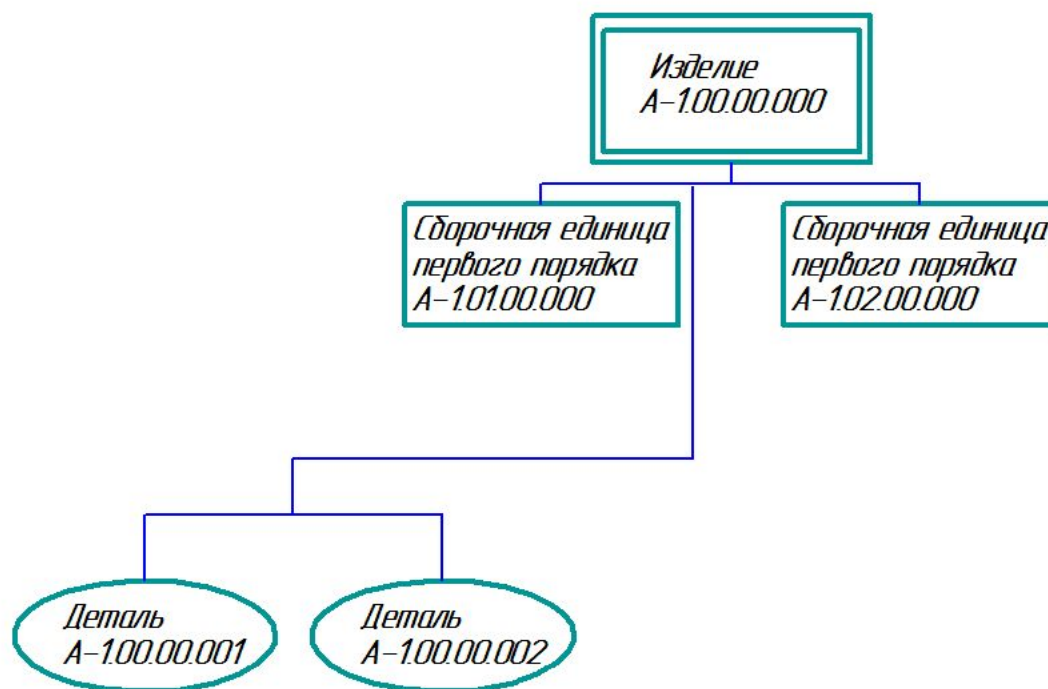 Изделие
А-1.00.00.000
Сборочная единица
первого порядка
А-1.01.00.000
Сборочная единица
первого порядка
А-1.02.00.000
Деталь
А-1.00.00.001
Деталь
А-1.00.00.002